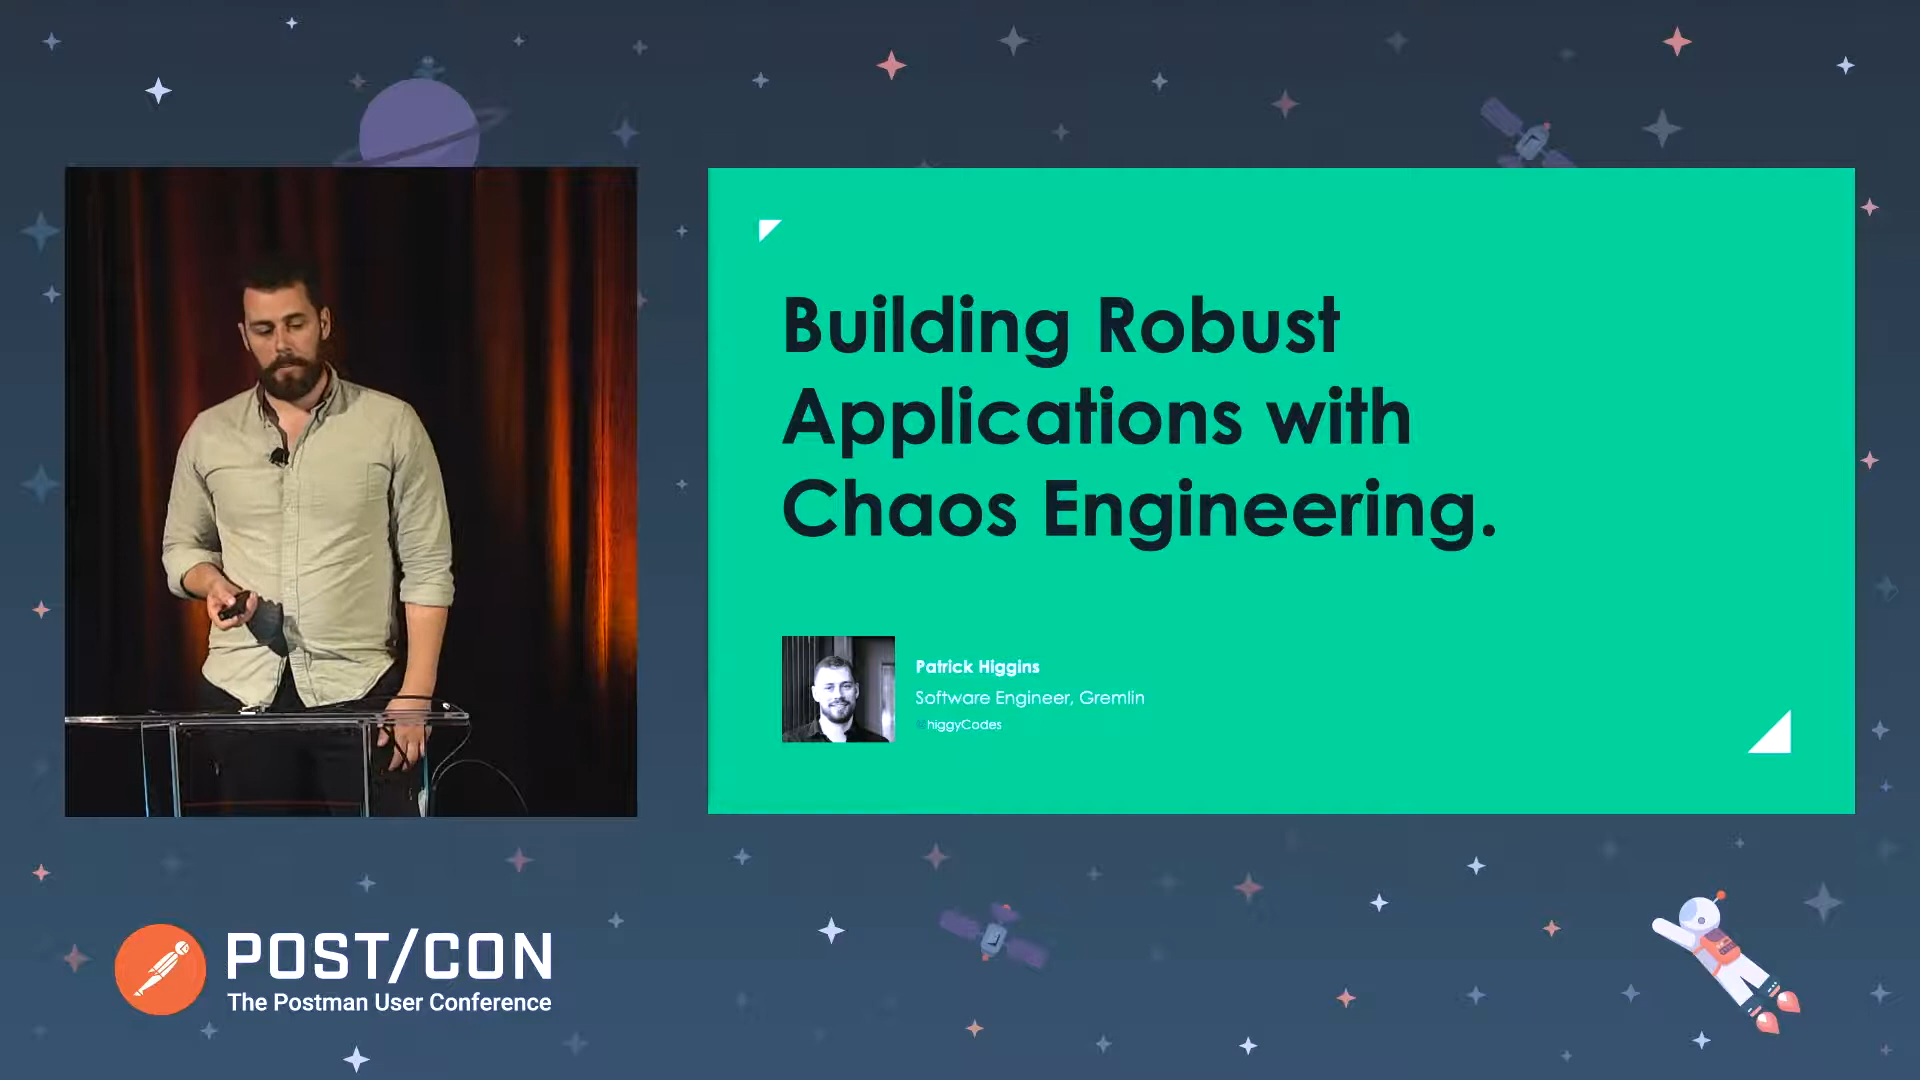 Building Robust
Applications with
Chaos Engineering.
Patrick Higgins
Software Engineer, Gremlin
@higgyCodes
POST/CON
The Postman User Conference